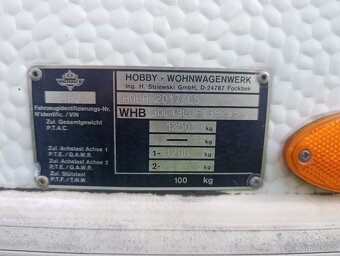 HOBBY - WOHNWAGENWERK
Ing. H. Striewski GmbH, D-24787 Fockbek
Fahrzeugidentifizierungs-Nr.
N°identific. / VIN
WHB
Zul. Gesamtgewicht
P.T.A.C.
1250 kg
kg
Zul. Achslast Achse 1
P.T.E. / G.A.W.R.
1- 1200 kg
Zul. Achslast Achse 2
P.T.E. / G.A.W.R.
2- kg
Zul. Stützlast
P.T.F. / T.N.W.
100 kg